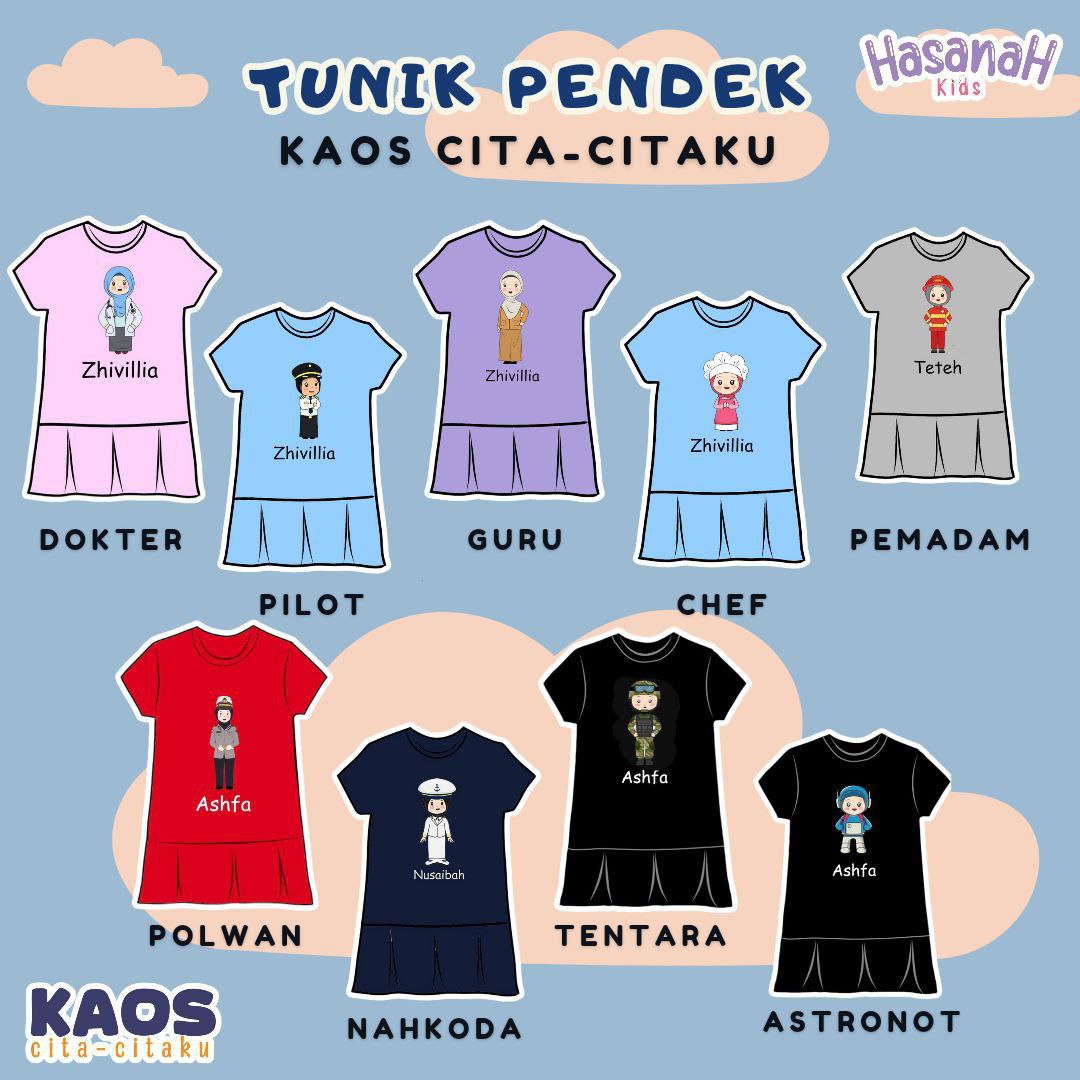 TUNIK PENDEK
KAOS CITA-CITAKU
HasanaH
Kids
Zhivillia
DOKTER
Zhivillia
PILOT
Zhivillia
GURU
Zhivillia
CHEF
Teteh
PEMADAM
Ashfa
POLWAN
Nusaibah
NAHKODA
Ashfa
TENTARA
Ashfa
ASTRONOT
KAOS
cita-citaku